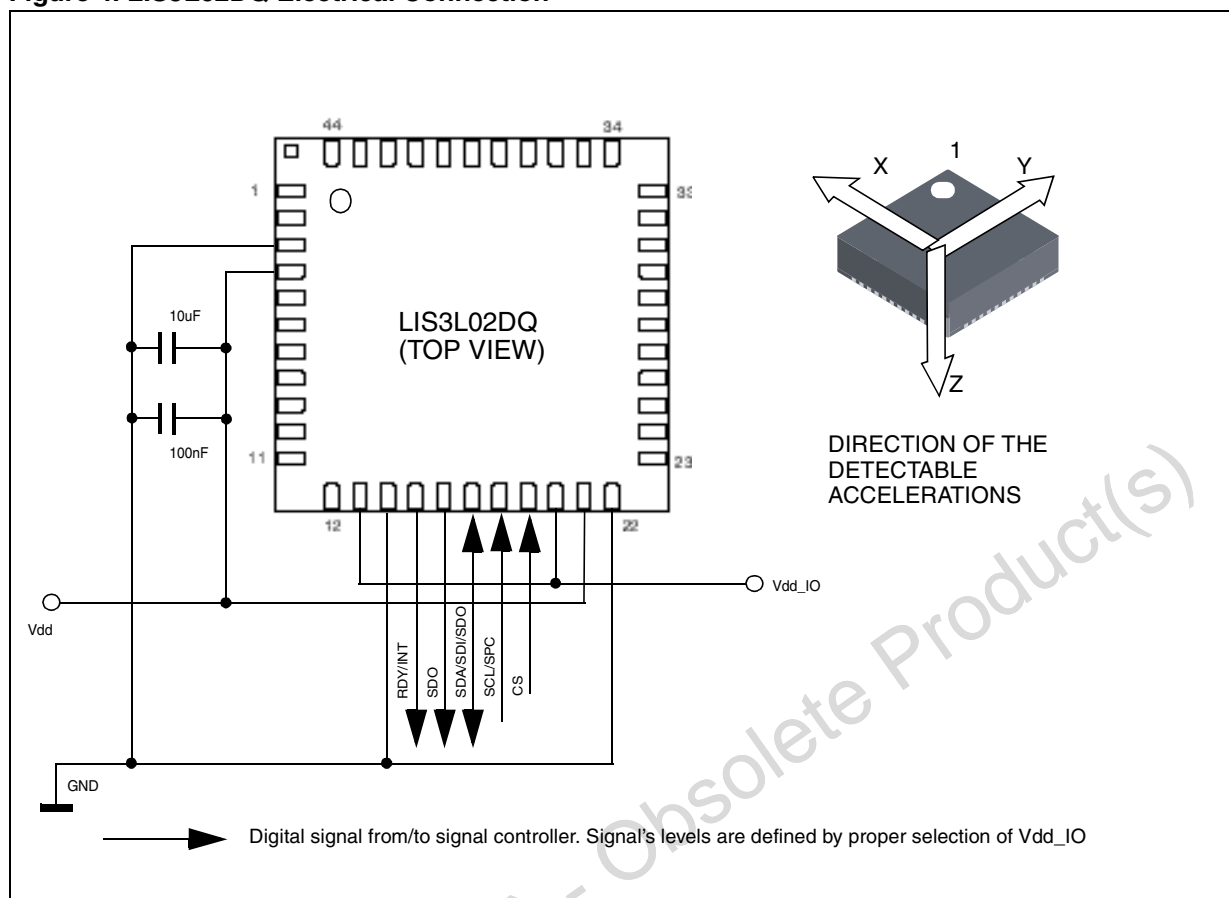 44
34
1
33
LIS3L02DQ
(TOP VIEW)
10uF
100nF
11
23
12
22
X
1
Y
Z
DIRECTION OF THE
DETECTABLE
ACCELERATIONS
Vdd_IO
Vdd
RDY/INT
SDO
SDA/SDI/SDO
SCL/SPC
CS
GND
Digital signal from/to signal controller. Signal's levels are defined by proper selection of Vdd_IO
- Obsolete Product(s)